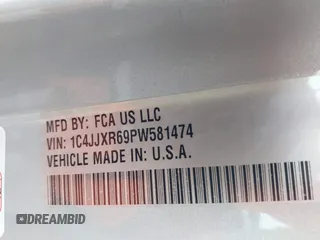 MFD BY: FCA US LLC
VIN: 1C4JJXR69PW581474
VEHICLE MADE IN: U.S.A.
DREAMBID